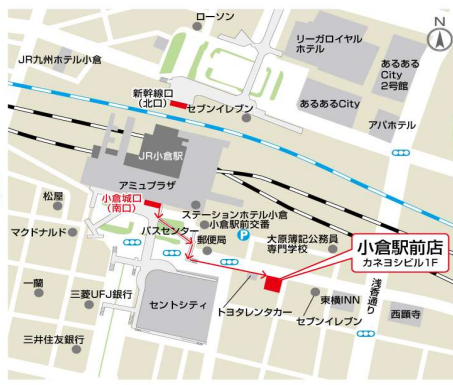 ローソン
N
リーガロイヤル
ホテル
JR九州ホテル小倉
あるある
City
2号館
新幹線口
(北口)
セブンイレブン
あるあるCity
アパホテル
JR小倉駅
アミュプラザ
松屋
小倉城口
(南口)
ステーションホテル小倉
小倉駅前交番
マクドナルド
バスセンター
P
郵便局
大原簿記公務員
専門学校
小倉駅前店
カネヨシビル1F
一蘭
三菱UFJ銀行
セントシティ
トヨタレンタカー
東横INN
セブンイレブン
浅香通り
西顕寺
三井住友銀行